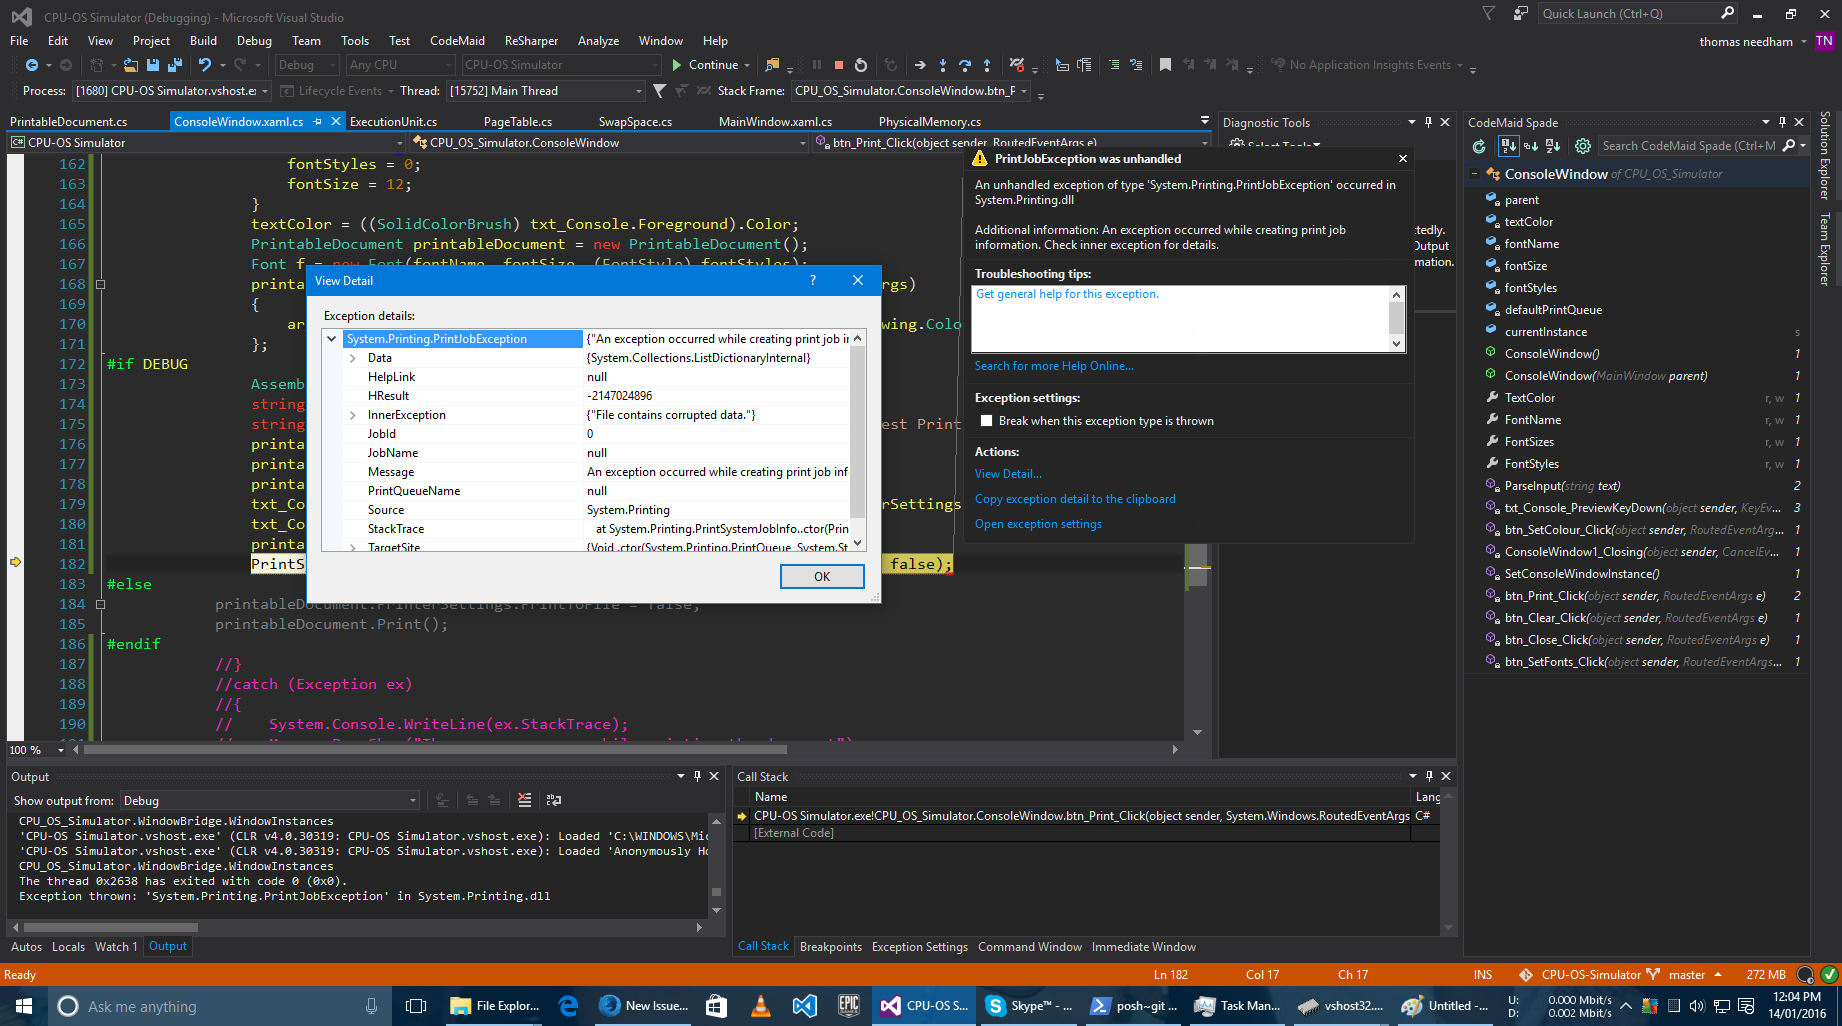 CPU-OS Simulator (Debugging) - Microsoft Visual Studio
Quick Launch (Ctrl+Q)
File Edit View Project Build Debug Team Tools Test CodeMaid ReSharper Analyze Window Help
thomas needham TN
Debug Any CPU CPU-OS Simulator Continue No Application Insights Events
Process: [1680] CPU-OS Simulator.vshost.e Lifecycle Events Thread: [15752] Main Thread Stack Frame: CPU_OS_Simulator.ConsoleWindow.btn_P
PrintableDocument.cs ConsoleWindow.xaml.cs ExecutionUnit.cs PageTable.cs SwapSpace.cs MainWindow.xaml.cs PhysicalMemory.cs
CPU-OS Simulator CPU_OS_Simulator.ConsoleWindow btn_Print_Click(object sender, RoutedEventArgs e)
162 fontStyles = 0;
163 fontSize = 12;
164 }
165 textColor = ((SolidColorBrush) txt_Console.Foreground).Color;
166 PrintableDocument printableDocument = new PrintableDocument();
167 Font f = new Font(fontName, fontSize, (FontStyle) fontStyles);
168 printa rgs)
169 {
170 ar wing.Colo
171 };
172 #if DEBUG
173 Assemb
174 string
175 string est Print
176 printa
177 printa
178 printa
179 txt_Co erSettings
180 txt_Co
181 printa
182 PrintS false);
183 #else
184 printableDocument.PrinterSettings.PrintToFile = false;
185 printableDocument.Print();
186 #endif
187 //}
188 //catch (Exception ex)
189 //{
190 // System.Console.WriteLine(ex.StackTrace);
100 %
View Detail ?
Exception details:
System.Printing.PrintJobException {"An exception occurred while creating print job in
Data {System.Collections.ListDictionaryInternal}
HelpLink null
HResult -2147024896
InnerException {"File contains corrupted data."}
JobId 0
JobName null
Message An exception occurred while creating print job inf
PrintQueueName null
Source System.Printing
StackTrace at System.Printing.PrintSystemJobInfo..ctor(Prin
TargetSite {Void .ctor(System.Printing.PrintQueue, System.St
OK
Diagnostic Tools
Select Tools
ctedly.
Output
rmation.
PrintJobException was unhandled
An unhandled exception of type 'System.Printing.PrintJobException' occurred in
System.Printing.dll
Additional information: An exception occurred while creating print job
information. Check inner exception for details.
Troubleshooting tips:
Get general help for this exception.
Search for more Help Online...
Exception settings:
Break when this exception type is thrown
Actions:
View Detail...
Copy exception detail to the clipboard
Open exception settings
CodeMaid Spade
Search CodeMaid Spade (Ctrl+M
ConsoleWindow of CPU_OS_Simulator
parent
textColor
fontName
fontSize
fontStyles
defaultPrintQueue
currentInstance s
ConsoleWindow() 1
ConsoleWindow(MainWindow parent) 1
TextColor r, w 1
FontName r, w 1
FontSizes r, w 1
FontStyles r, w 1
ParseInput(string text) 2
txt_Console_PreviewKeyDown(object sender, KeyEv... 3
btn_SetColour_Click(object sender, RoutedEventArg... 1
ConsoleWindow1_Closing(object sender, CancelEve... 1
SetConsoleWindowInstance() 1
btn_Print_Click(object sender, RoutedEventArgs e) 2
btn_Clear_Click(object sender, RoutedEventArgs e) 1
btn_Close_Click(object sender, RoutedEventArgs e) 1
btn_SetFonts_Click(object sender, RoutedEventArgs... 1
Solution Explorer
Team Explorer
Output
Show output from: Debug
CPU_OS_Simulator.WindowBridge.WindowInstances
'CPU-OS Simulator.vshost.exe' (CLR v4.0.30319: CPU-OS Simulator.vshost.exe): Loaded 'C:\WINDOWS\Mic
'CPU-OS Simulator.vshost.exe' (CLR v4.0.30319: CPU-OS Simulator.vshost.exe): Loaded 'Anonymously Ho
CPU_OS_Simulator.WindowBridge.WindowInstances
The thread 0x2638 has exited with code 0 (0x0).
Exception thrown: 'System.Printing.PrintJobException' in System.Printing.dll
Autos Locals Watch 1 Output
Call Stack
Name Lang
CPU-OS Simulator.exe!CPU_OS_Simulator.ConsoleWindow.btn_Print_Click(object sender, System.Windows.RoutedEventArgs C#
[External Code]
Call Stack Breakpoints Exception Settings Command Window Immediate Window
Ready Ln 182 Col 17 Ch 17 INS CPU-OS-Simulator master 272 MB
Ask me anything File Explor... New Issue... EPIC GAMES CPU-OS S... Skype™ - ... posh~git ... Task Man... vshost32.... Untitled -...
U: 0.000 Mbit/s
D: 0.002 Mbit/s
12:04 PM
14/01/2016